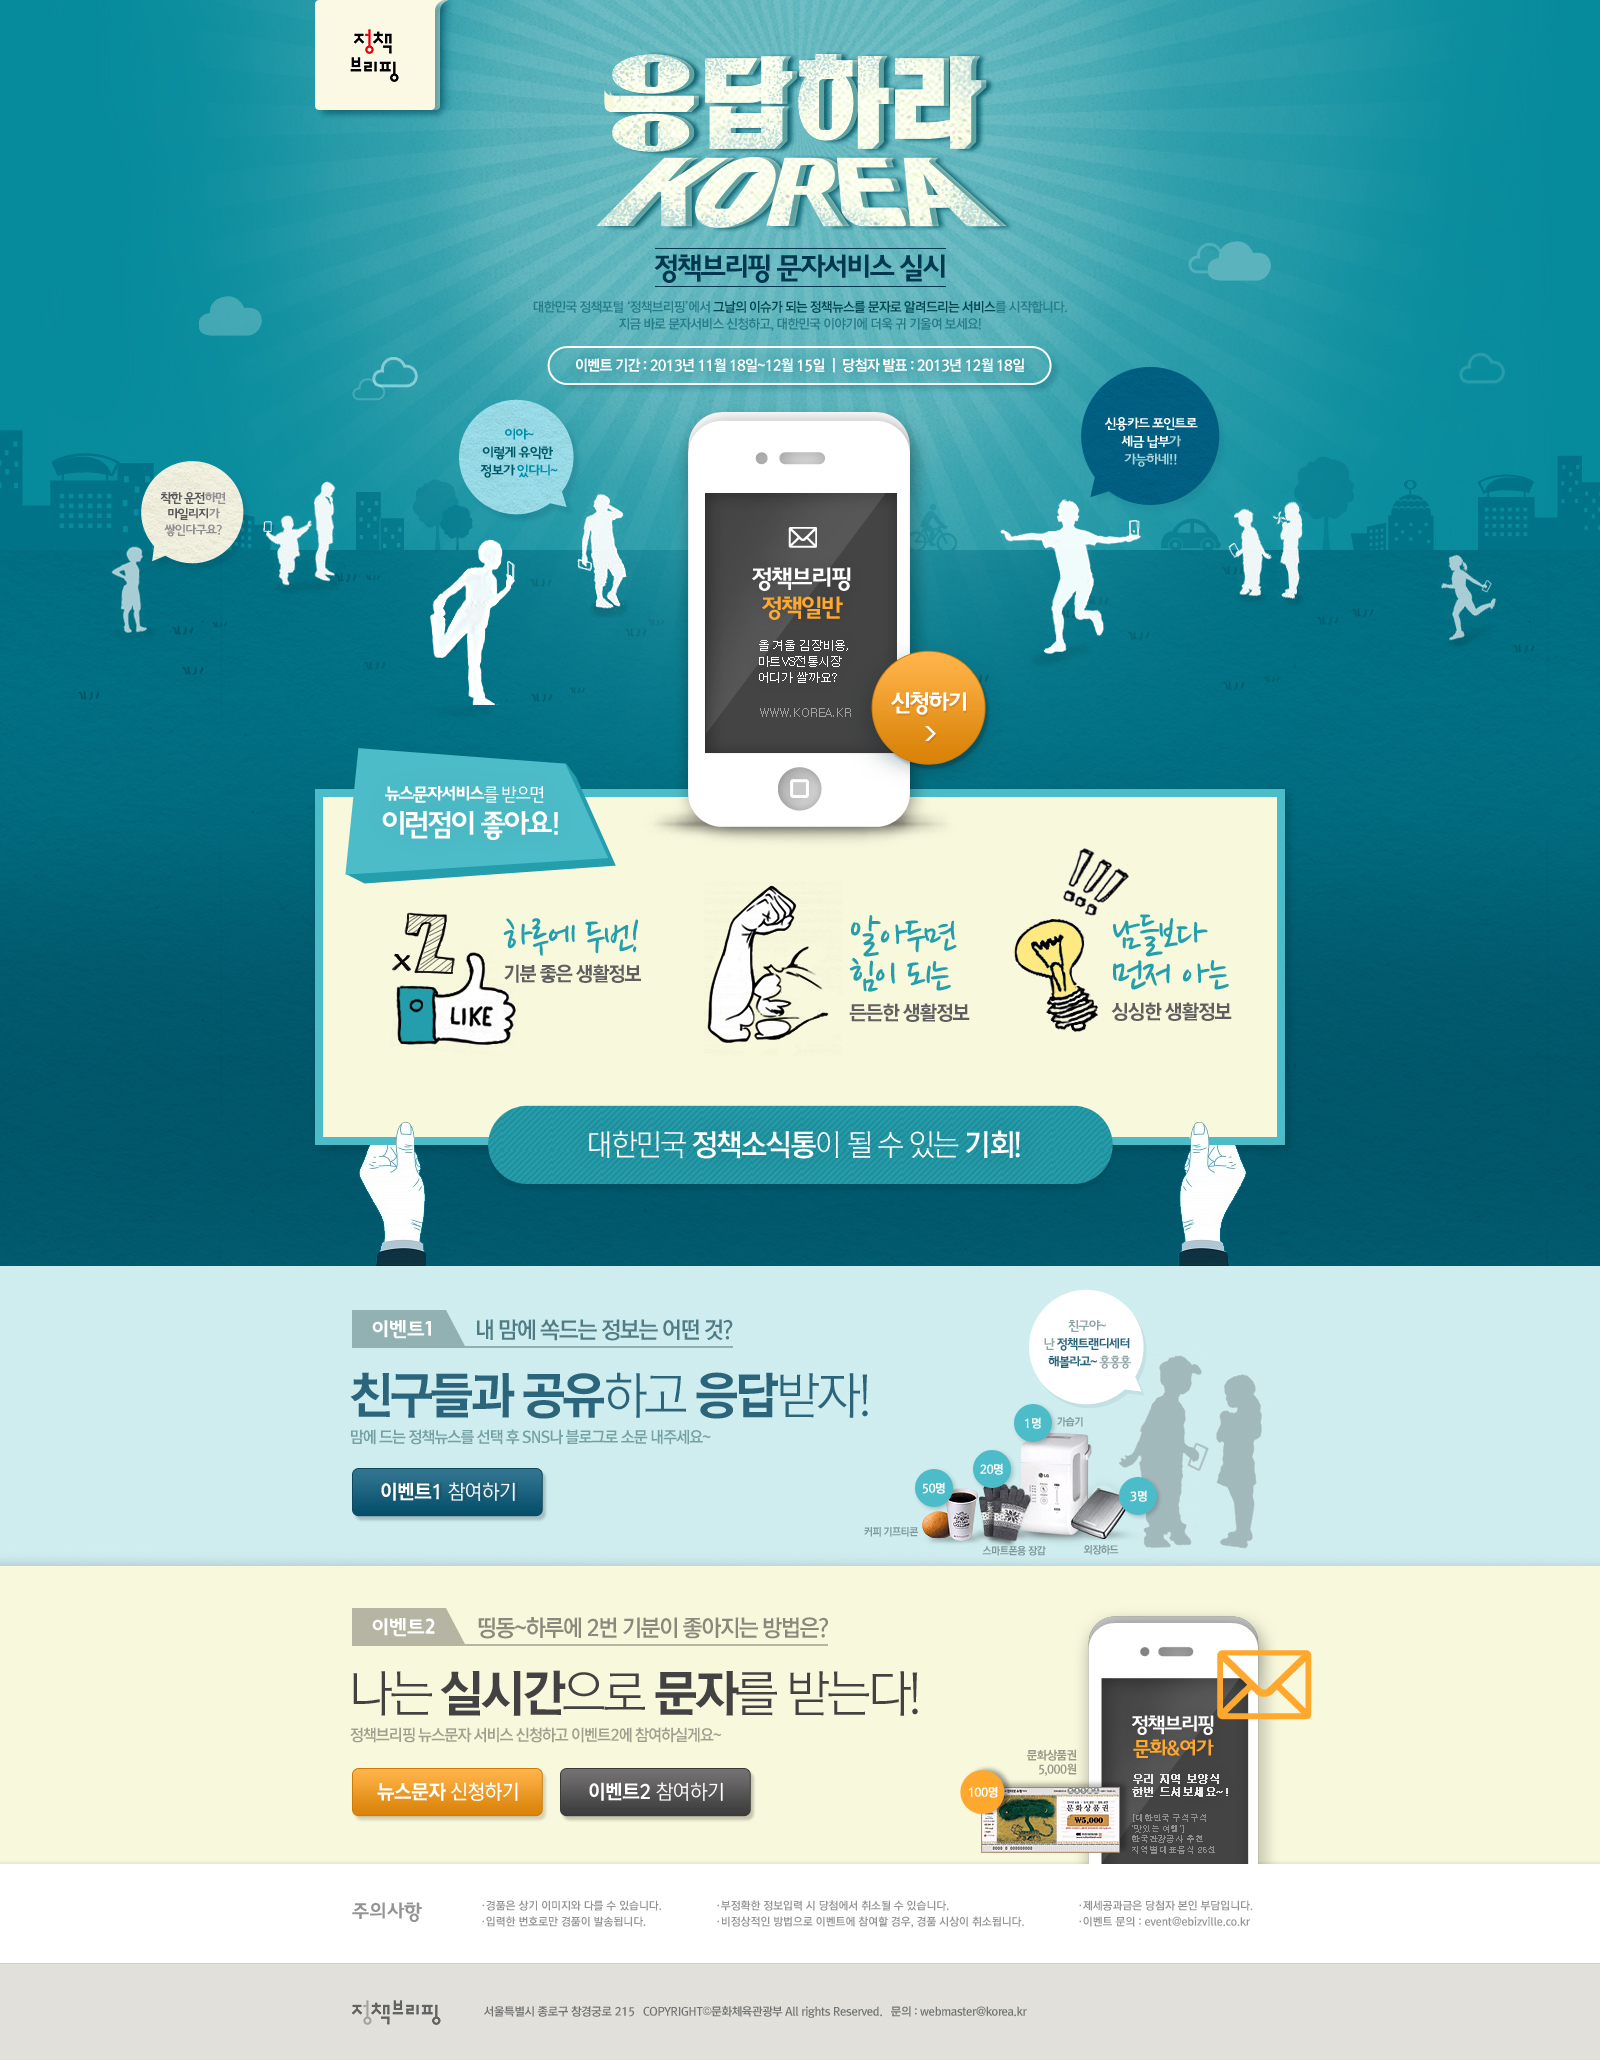 정책
브리핑
응답하라
KOREA
정책브리핑 문자서비스 실시
대한민국 정책포털 '정책브리핑'에서 그날의 이슈가 되는 정책뉴스를 문자로 알려드리는 서비스를 시작합니다.
지금 바로 문자서비스 신청하고, 대한민국 이야기에 더욱 귀 기울여 보세요!
이벤트 기간 : 2013년 11월 18일~12월 15일 | 당첨자 발표 : 2013년 12월 18일
착한 운전하면
마일리지가
쌓인다구요?
이야~
이렇게 유익한
정보가 있다니~
신용카드 포인트로
세금 납부가
가능하네!!
정책브리핑
정책일반
올 겨울 김장비용,
마트VS전통시장
어디가 쌀까요?
WWW.KOREA.KR
신청하기
뉴스문자서비스를 받으면
이런점이 좋아요!
x2
LIKE
하루에 두번!
기분 좋은 생활정보
알아두면
힘이 되는
든든한 생활정보
남들보다
먼저 아는
싱싱한 생활정보
대한민국 정책소식통이 될 수 있는 기회!
이벤트1 내 맘에 쏙드는 정보는 어떤 것?
친구들과 공유하고 응답받자!
맘에 드는 정책뉴스를 선택 후 SNS나 블로그로 소문 내주세요~
이벤트1 참여하기
친구야~
난 정책트랜디세터
해볼라고~ 흥흥흥
1명 가습기
20명
50명
3명
LG
커피 기프티콘
스마트폰용 장갑
외장하드
이벤트2 띵동~하루에 2번 기분이 좋아지는 방법은?
나는 실시간으로 문자를 받는다!
정책브리핑 뉴스문자 서비스 신청하고 이벤트2에 참여하실게요~
뉴스문자 신청하기
이벤트2 참여하기
문화상품권
5,000원
100명
문화상품권
₩5,000
정책브리핑
문화&여가
우리 지역 보양식
한번 드셔보세요~!
[대한민국 구석구석
'맛있는 여행']
한국관광공사 추천
지역별대표음식 26선
주의사항
·경품은 상기 이미지와 다를 수 있습니다.
·입력한 번호로만 경품이 발송됩니다.
·부정확한 정보입력 시 당첨에서 취소될 수 있습니다.
·비정상적인 방법으로 이벤트에 참여할 경우, 경품 시상이 취소됩니다.
·제세공과금은 당첨자 본인 부담입니다.
·이벤트 문의 : event@ebizville.co.kr
정책브리핑
서울특별시 종로구 창경궁로 215 COPYRIGHT©문화체육관광부 All rights Reserved. 문의 : webmaster@korea.kr